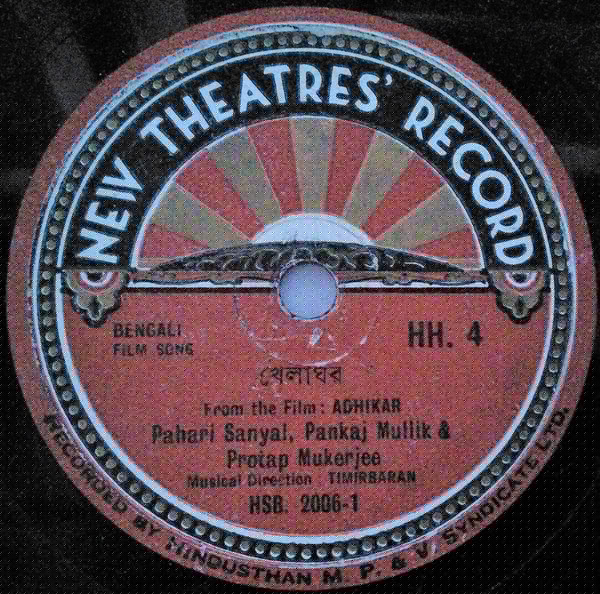 NEW THEATRES' RECORD
BENGALI
FILM SONG
HH. 4
খেলাঘর
From the Film: ADHIKAR
Pahari Sanyal, Pankaj Mullik &
Protap Mukerjee
Musical Direction TIMIRBARAN
HSB. 2006-1
RECORDED BY HINDUSTHAN M. P. & V. SYNDICATE LTD.